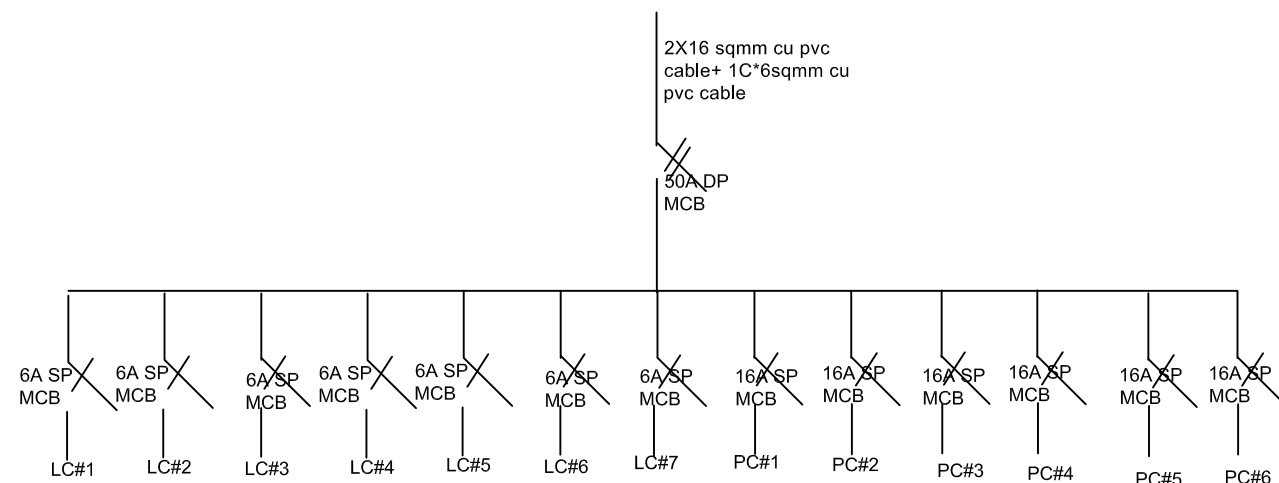 2X16 sqmm cu pvc
cable+ 1C*6sqmm cu
pvc cable
50A DP
MCB
6A SP
MCB
6A SP
MCB
6A SP
MCB
6A SP
MCB
6A SP
MCB
6A SP
MCB
6A SP
MCB
16A SP
MCB
16A SP
MCB
16A SP
MCB
16A SP
MCB
16A SP
MCB
16A SP
MCB
LC#1
LC#2
LC#3
LC#4
LC#5
LC#6
LC#7
PC#1
PC#2
PC#3
PC#4
PC#5
PC#6